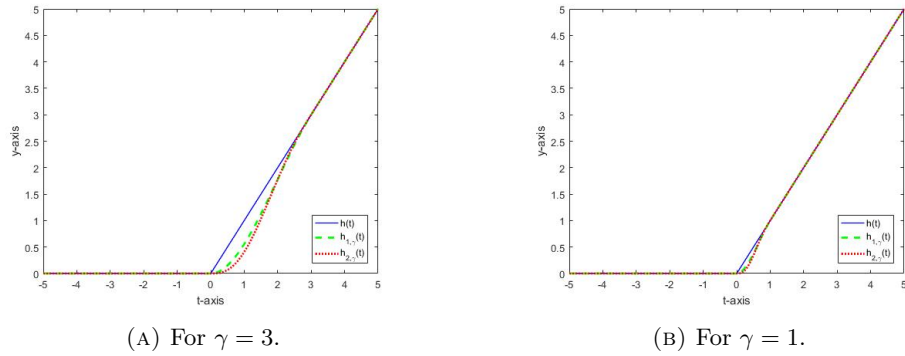 5
4.5
4
3.5
3
2.5
2
1.5
1
0.5
0
y-axis
-5 -4 -3 -2 -1 0 1 2 3 4 5
t-axis
h(t)
h1,γ(t)
h2,γ(t)
(A) For γ = 3.
5
4.5
4
3.5
3
2.5
2
1.5
1
0.5
0
y-axis
-5 -4 -3 -2 -1 0 1 2 3 4 5
t-axis
h(t)
h1,γ(t)
h2,γ(t)
(B) For γ = 1.